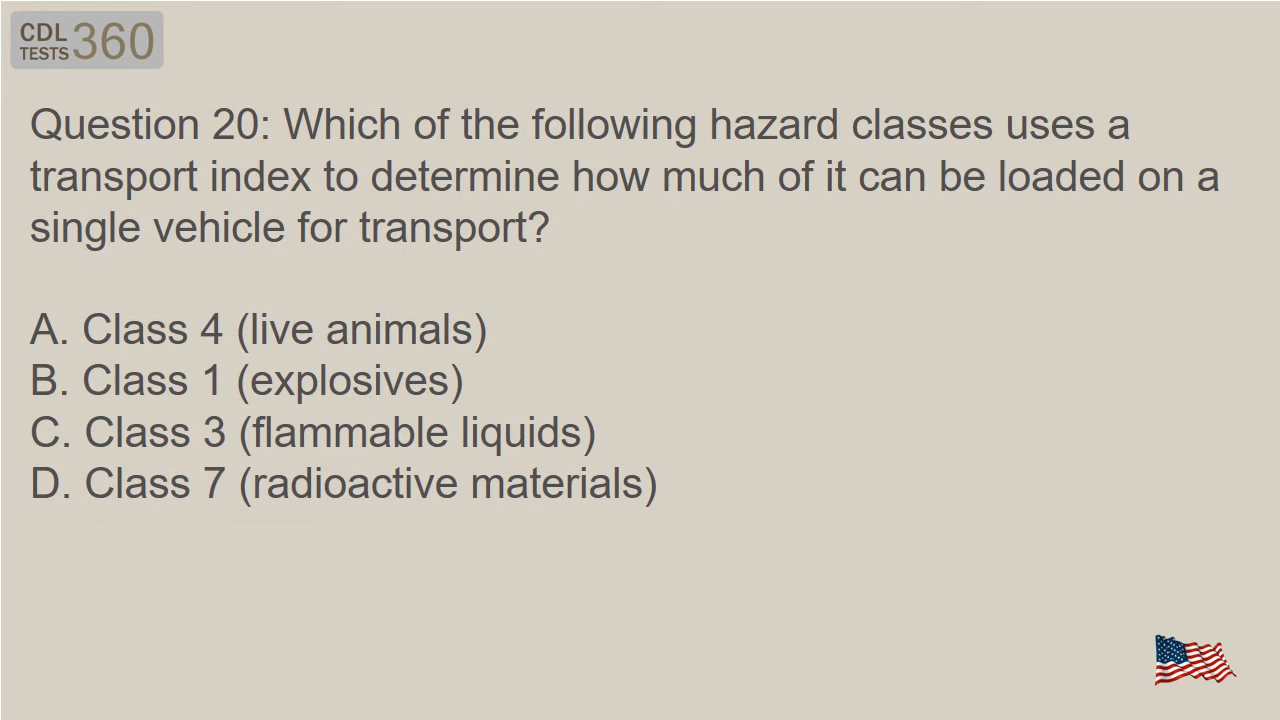 CDL
TESTS 360
Question 20: Which of the following hazard classes uses a
transport index to determine how much of it can be loaded on a
single vehicle for transport?
A. Class 4 (live animals)
B. Class 1 (explosives)
C. Class 3 (flammable liquids)
D. Class 7 (radioactive materials)